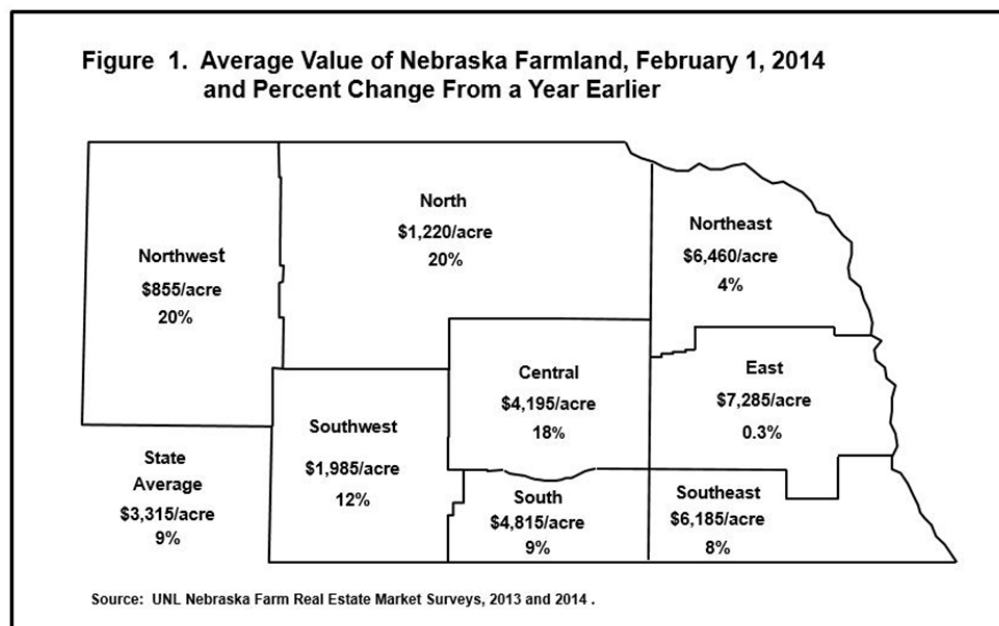 Figure 1. Average Value of Nebraska Farmland, February 1, 2014
and Percent Change From a Year Earlier
North
$1,220/acre
20%
Northeast
$6,460/acre
4%
Northwest
$855/acre
20%
Central
$4,195/acre
18%
East
$7,285/acre
0.3%
Southwest
$1,985/acre
12%
State
Average
$3,315/acre
9%
South
$4,815/acre
9%
Southeast
$6,185/acre
8%
Source: UNL Nebraska Farm Real Estate Market Surveys, 2013 and 2014 .